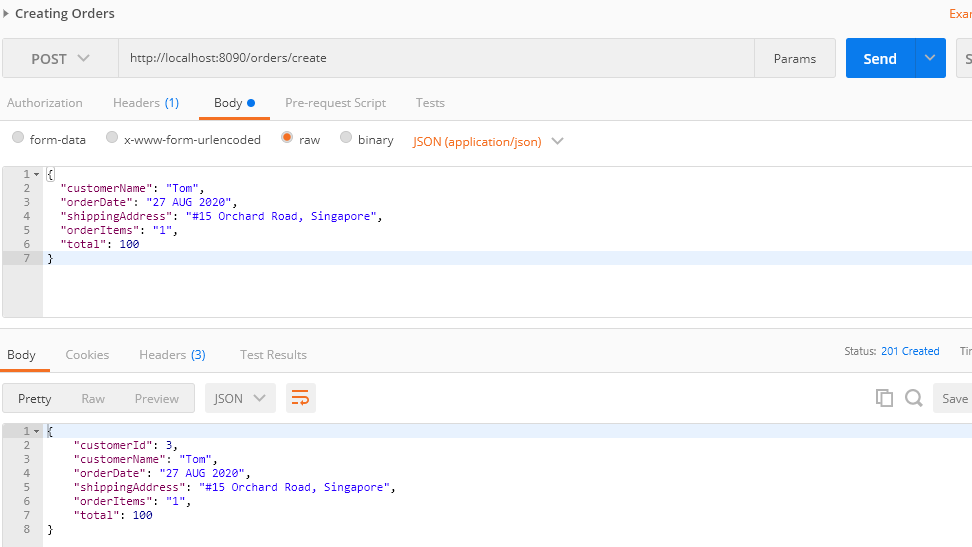 Creating Orders
Exar
POST http://localhost:8090/orders/create Params Send S
Authorization Headers (1) Body Pre-request Script Tests
form-data x-www-form-urlencoded raw binary JSON (application/json)
1 {
2 "customerName": "Tom",
3 "orderDate": "27 AUG 2020",
4 "shippingAddress": "#15 Orchard Road, Singapore",
5 "orderItems": "1",
6 "total": 100
7 }
Body Cookies Headers (3) Test Results Status: 201 Created Tir
Pretty Raw Preview JSON Save
1 {
2 "customerId": 3,
3 "customerName": "Tom",
4 "orderDate": "27 AUG 2020",
5 "shippingAddress": "#15 Orchard Road, Singapore",
6 "orderItems": "1",
7 "total": 100
8 }